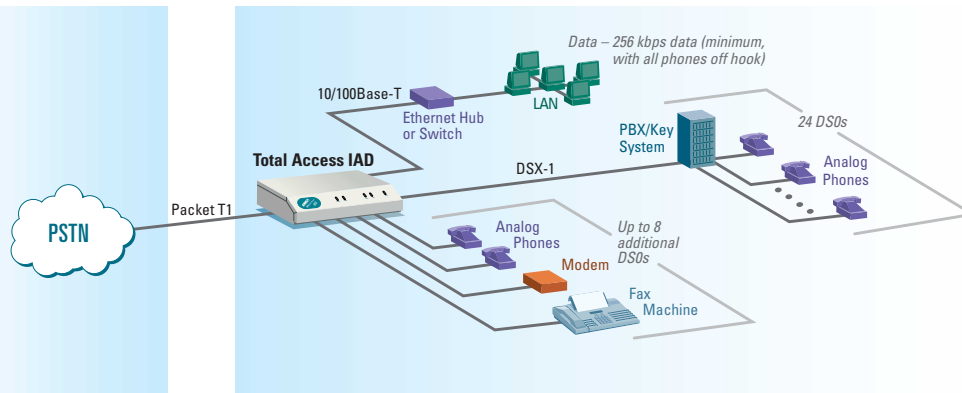 Data – 256 kbps data (minimum,
with all phones off hook)
10/100Base-T
LAN
Ethernet Hub
or Switch
PBX/Key
System
24 DS0s
Total Access IAD
DSX-1
Analog
Phones
Packet T1
PSTN
Analog
Phones
Up to 8
additional
DS0s
Modem
Fax
Machine